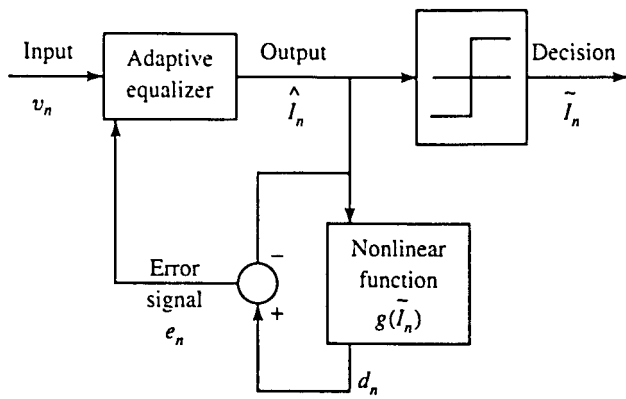 Input
v_n
Adaptive
equalizer
Output
Î_n
Decision
Ĩ_n
Error
signal
e_n
−
+
Nonlinear
function
g(Ĩ_n)
d_n